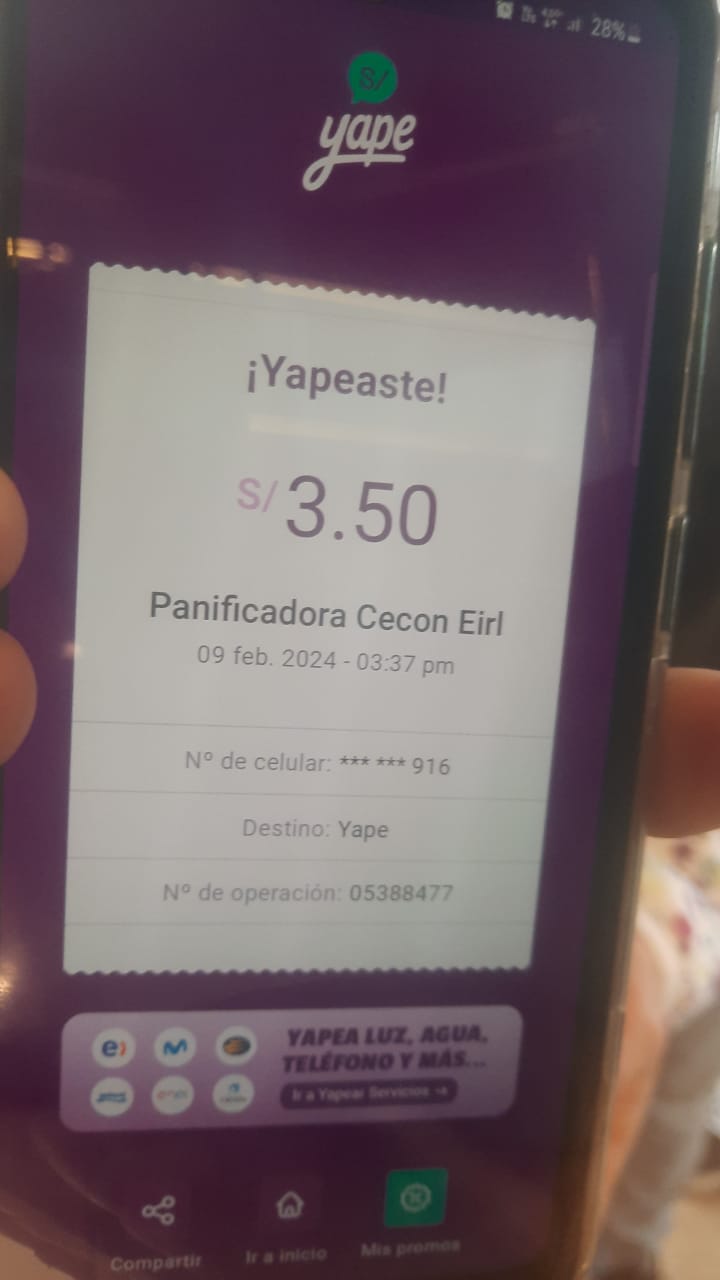 28%
S/
yape
¡Yapeaste!
S/ 3.50
Panificadora Cecon Eirl
09 feb. 2024 - 03:37 pm
Nº de celular: *** *** 916
Destino: Yape
Nº de operación: 05388477
e)
YAPEA LUZ, AGUA,
TELÉFONO Y MÁS...
Ir a Yapear Servicios →
Compartir
Ir a inicio
Mis promos